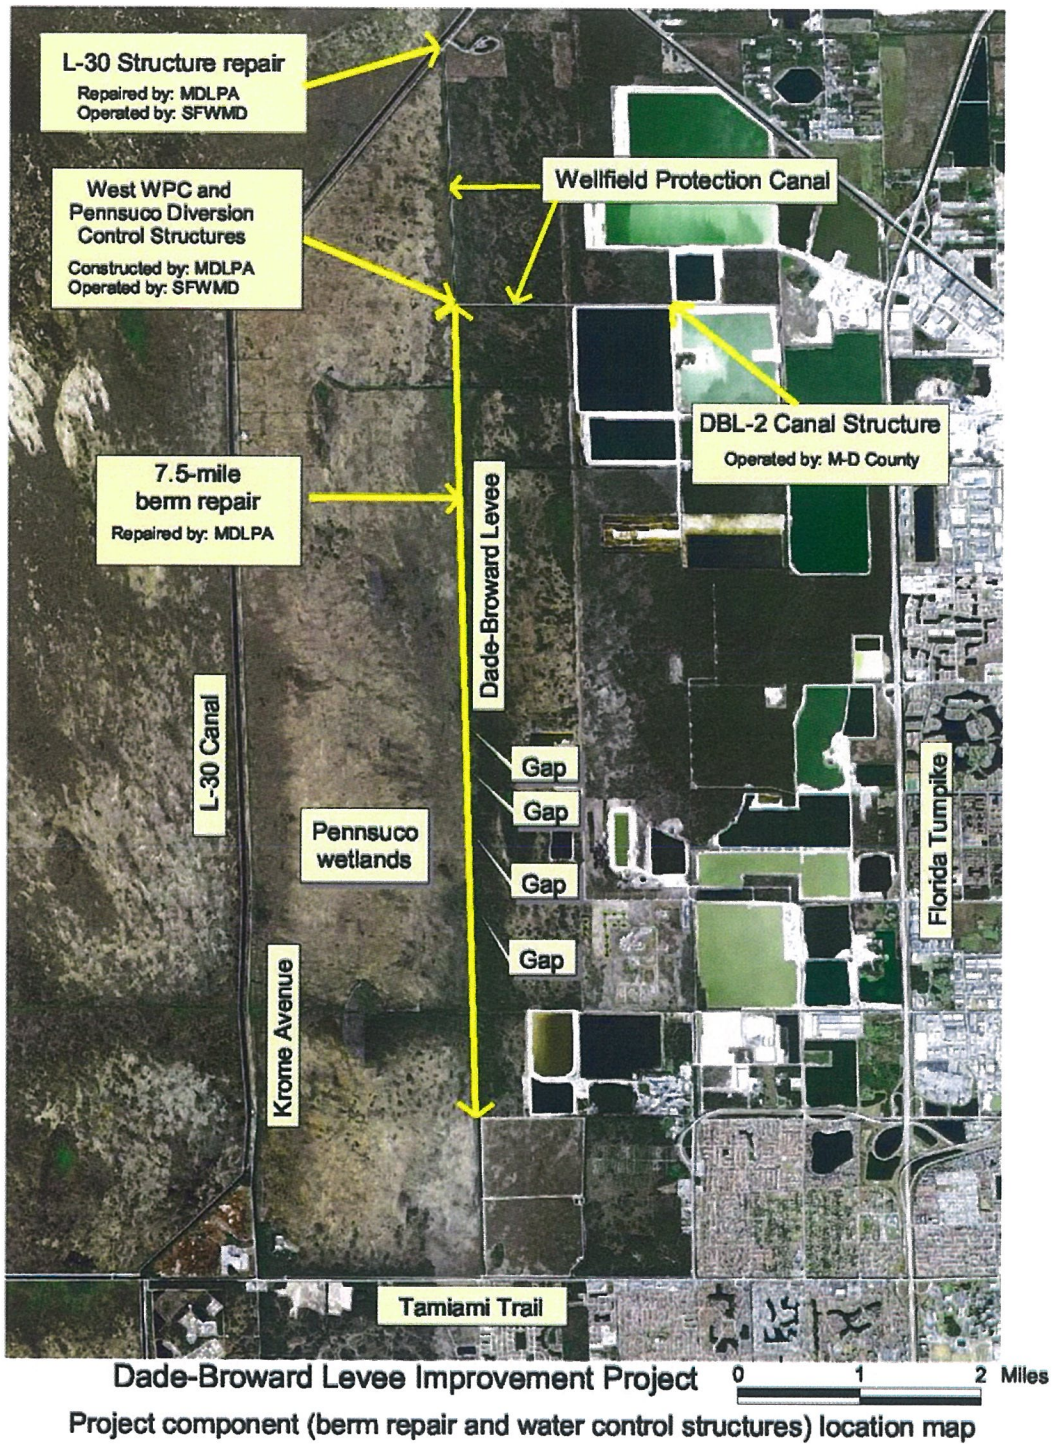 L-30 Structure repair
Repaired by: MDLPA
Operated by: SFWMD
West WPC and
Pennsuco Diversion
Control Structures
Constructed by: MDLPA
Operated by: SFWMD
Wellfield Protection Canal
DBL-2 Canal Structure
Operated by: M-D County
7.5-mile
berm repair
Repaired by: MDLPA
Dade-Broward Levee
L-30 Canal
Gap
Gap
Gap
Gap
Pennsuco
wetlands
Florida Turnpike
Krome Avenue
Tamiami Trail
Dade-Broward Levee Improvement Project
0 1 2 Miles
Project component (berm repair and water control structures) location map